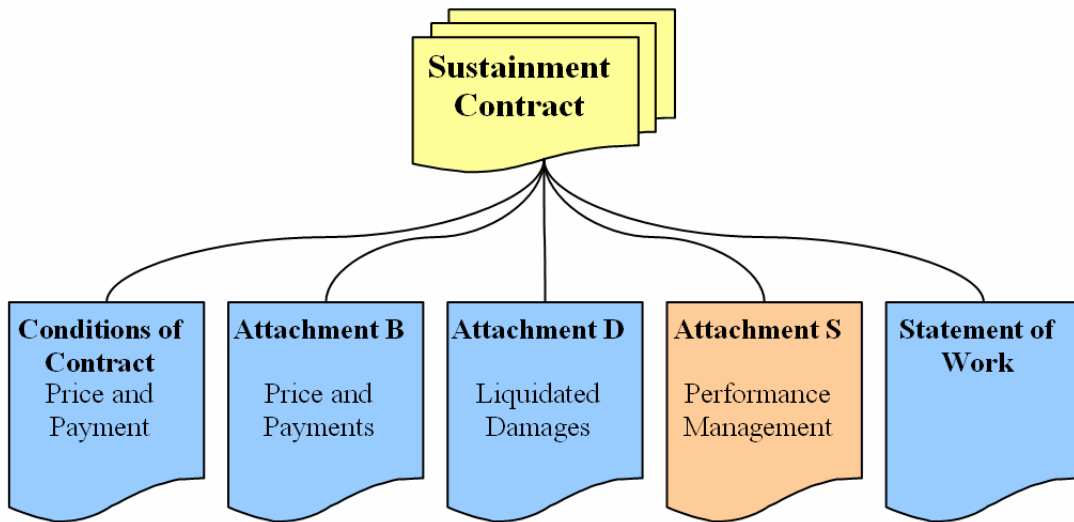 Sustainment
Contract
Conditions of
Contract
Price and
Payment
Attachment B
Price and
Payments
Attachment D
Liquidated
Damages
Attachment S
Performance
Management
Statement of
Work